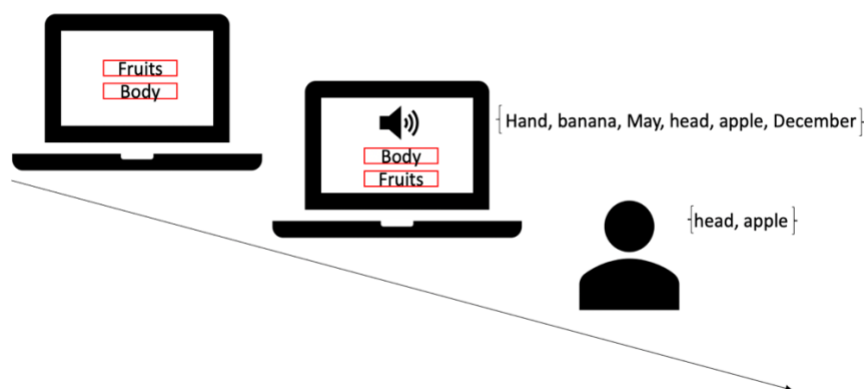 Fruits
Body
Body
Fruits
{Hand, banana, May, head, apple, December}
{head, apple}